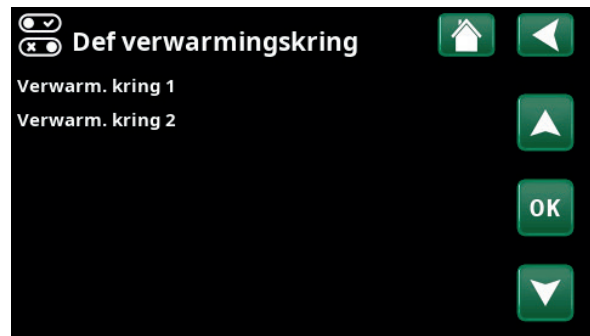 Def verwarmingskring
Verwarm. kring 1
Verwarm. kring 2
OK